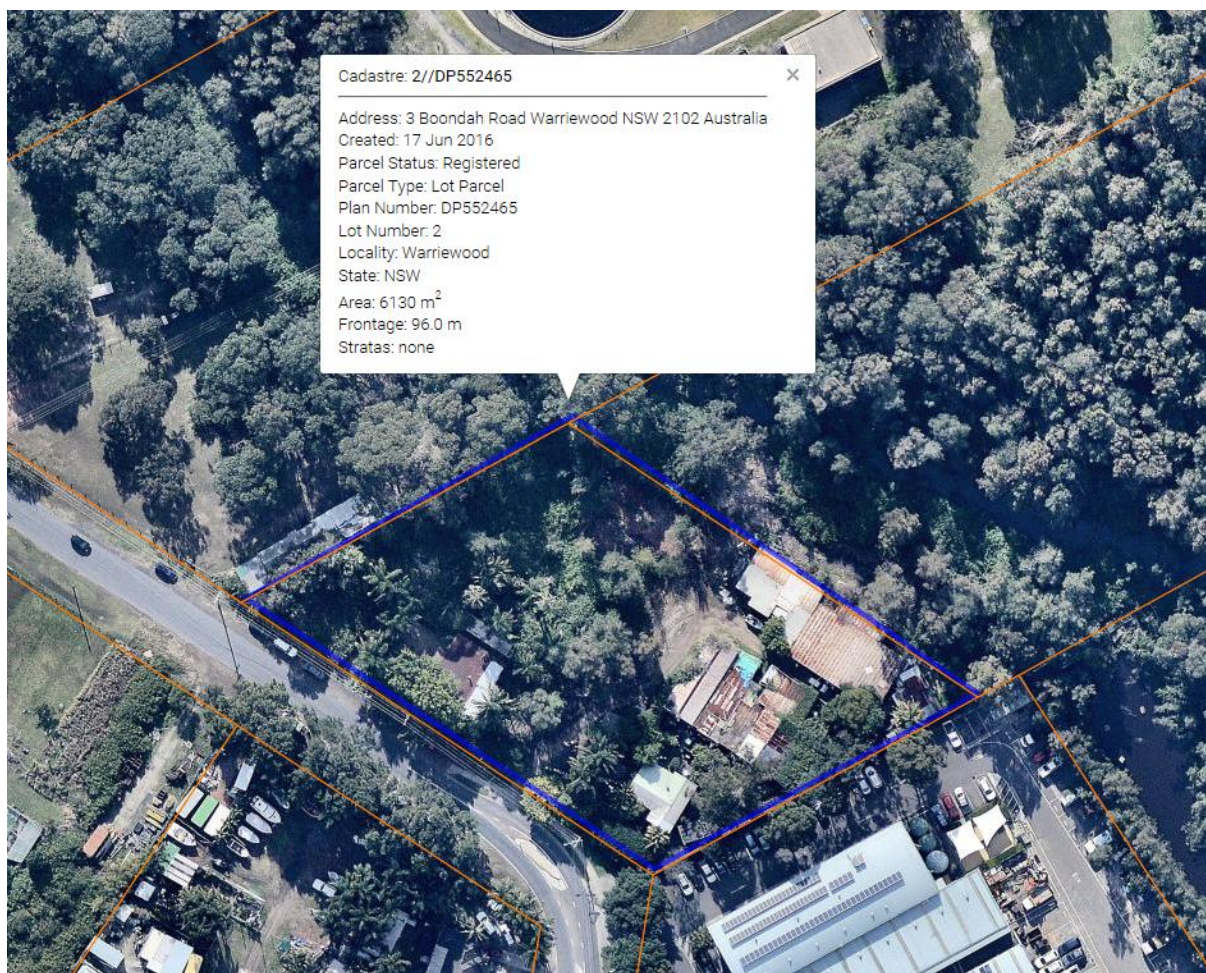 Cadastre: 2//DP552465
×
Address: 3 Boondah Road Warriewood NSW 2102 Australia
Created: 17 Jun 2016
Parcel Status: Registered
Parcel Type: Lot Parcel
Plan Number: DP552465
Lot Number: 2
Locality: Warriewood
State: NSW
Area: 6130 m²
Frontage: 96.0 m
Stratas: none